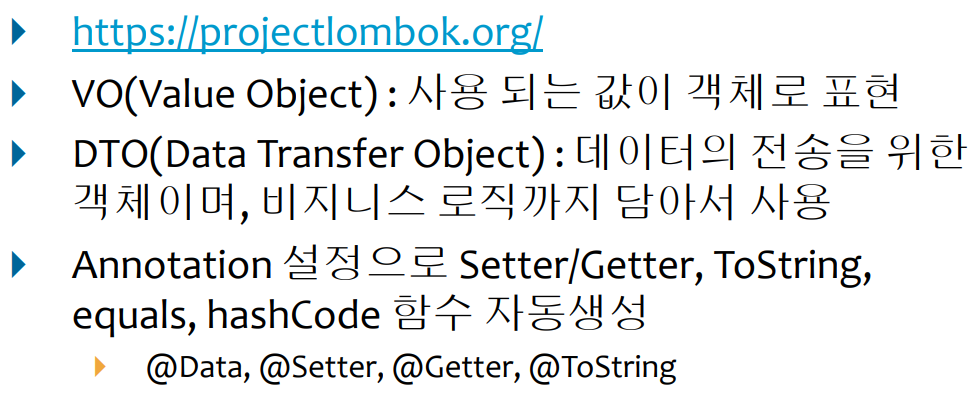 https://projectlombok.org/
VO(Value Object) : 사용 되는 값이 객체로 표현
DTO(Data Transfer Object) : 데이터의 전송을 위한
객체이며, 비지니스 로직까지 담아서 사용
Annotation 설정으로 Setter/Getter, ToString,
equals, hashCode 함수 자동생성
@Data, @Setter, @Getter, @ToString